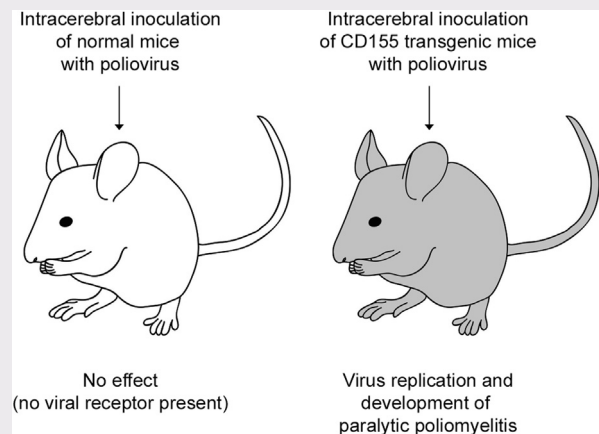 Intracerebral inoculation
of normal mice
with poliovirus
Intracerebral inoculation
of CD155 transgenic mice
with poliovirus
No effect
(no viral receptor present)
Virus replication and
development of
paralytic poliomyelitis